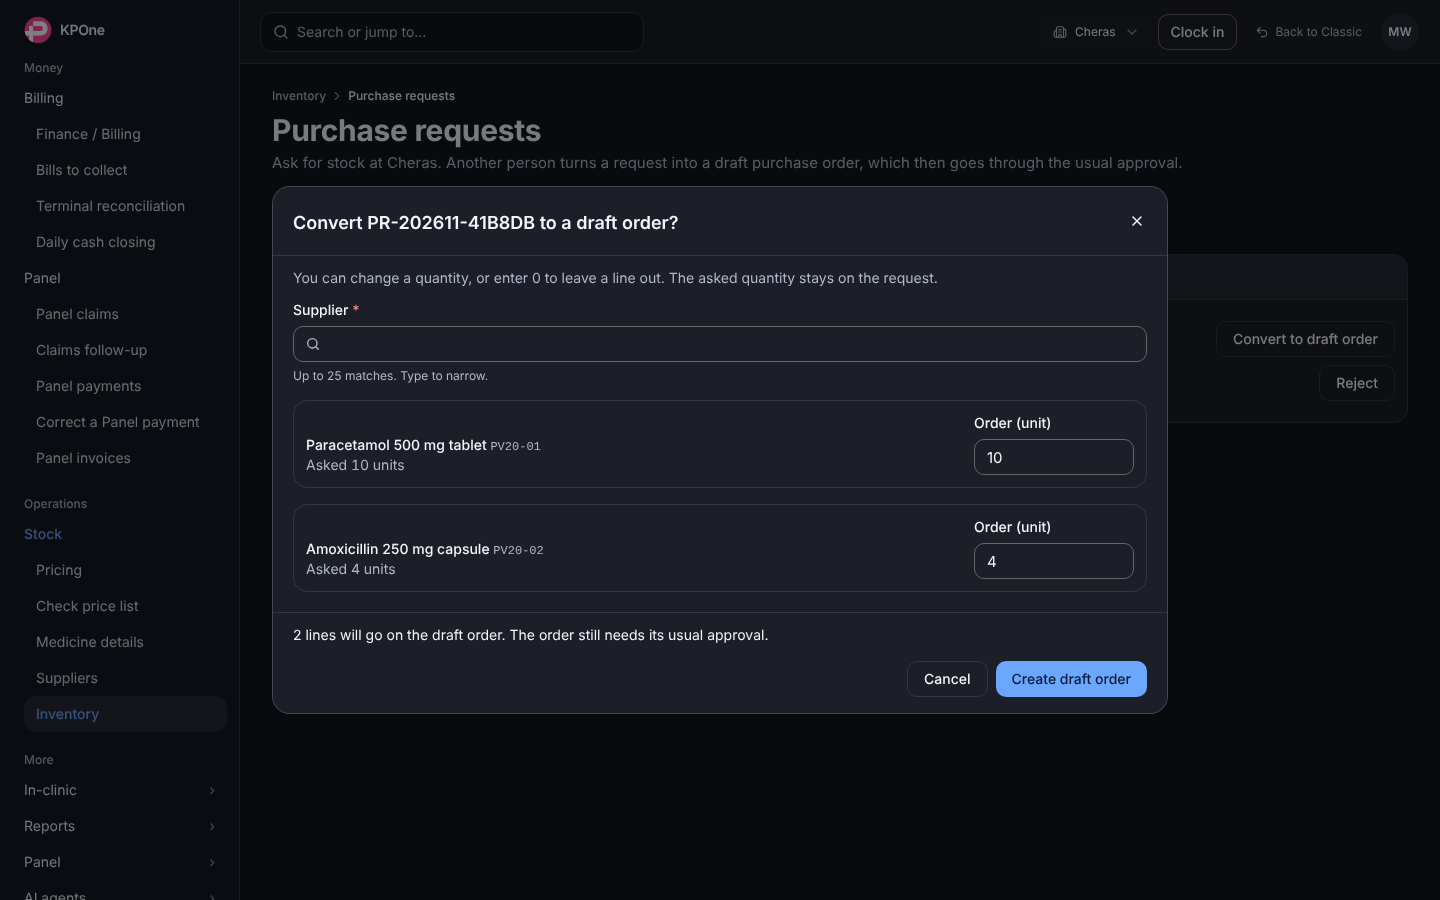 KPOne
Search or jump to...
Cheras
Clock in
Back to Classic
MW
Money
Billing
Finance / Billing
Bills to collect
Terminal reconciliation
Daily cash closing
Panel
Panel claims
Claims follow-up
Panel payments
Correct a Panel payment
Panel invoices
Operations
Stock
Pricing
Check price list
Medicine details
Suppliers
Inventory
More
In-clinic
Reports
Panel
AI agents
Inventory > Purchase requests
Purchase requests
Ask for stock at Cheras. Another person turns a request into a draft purchase order, which then goes through the usual approval.
Convert to draft order
Reject
Convert PR-202611-41B8DB to a draft order?
You can change a quantity, or enter 0 to leave a line out. The asked quantity stays on the request.
Supplier *
Up to 25 matches. Type to narrow.
Order (unit)
Paracetamol 500 mg tablet PV20-01
Asked 10 units
10
Order (unit)
Amoxicillin 250 mg capsule PV20-02
Asked 4 units
4
2 lines will go on the draft order. The order still needs its usual approval.
Cancel
Create draft order